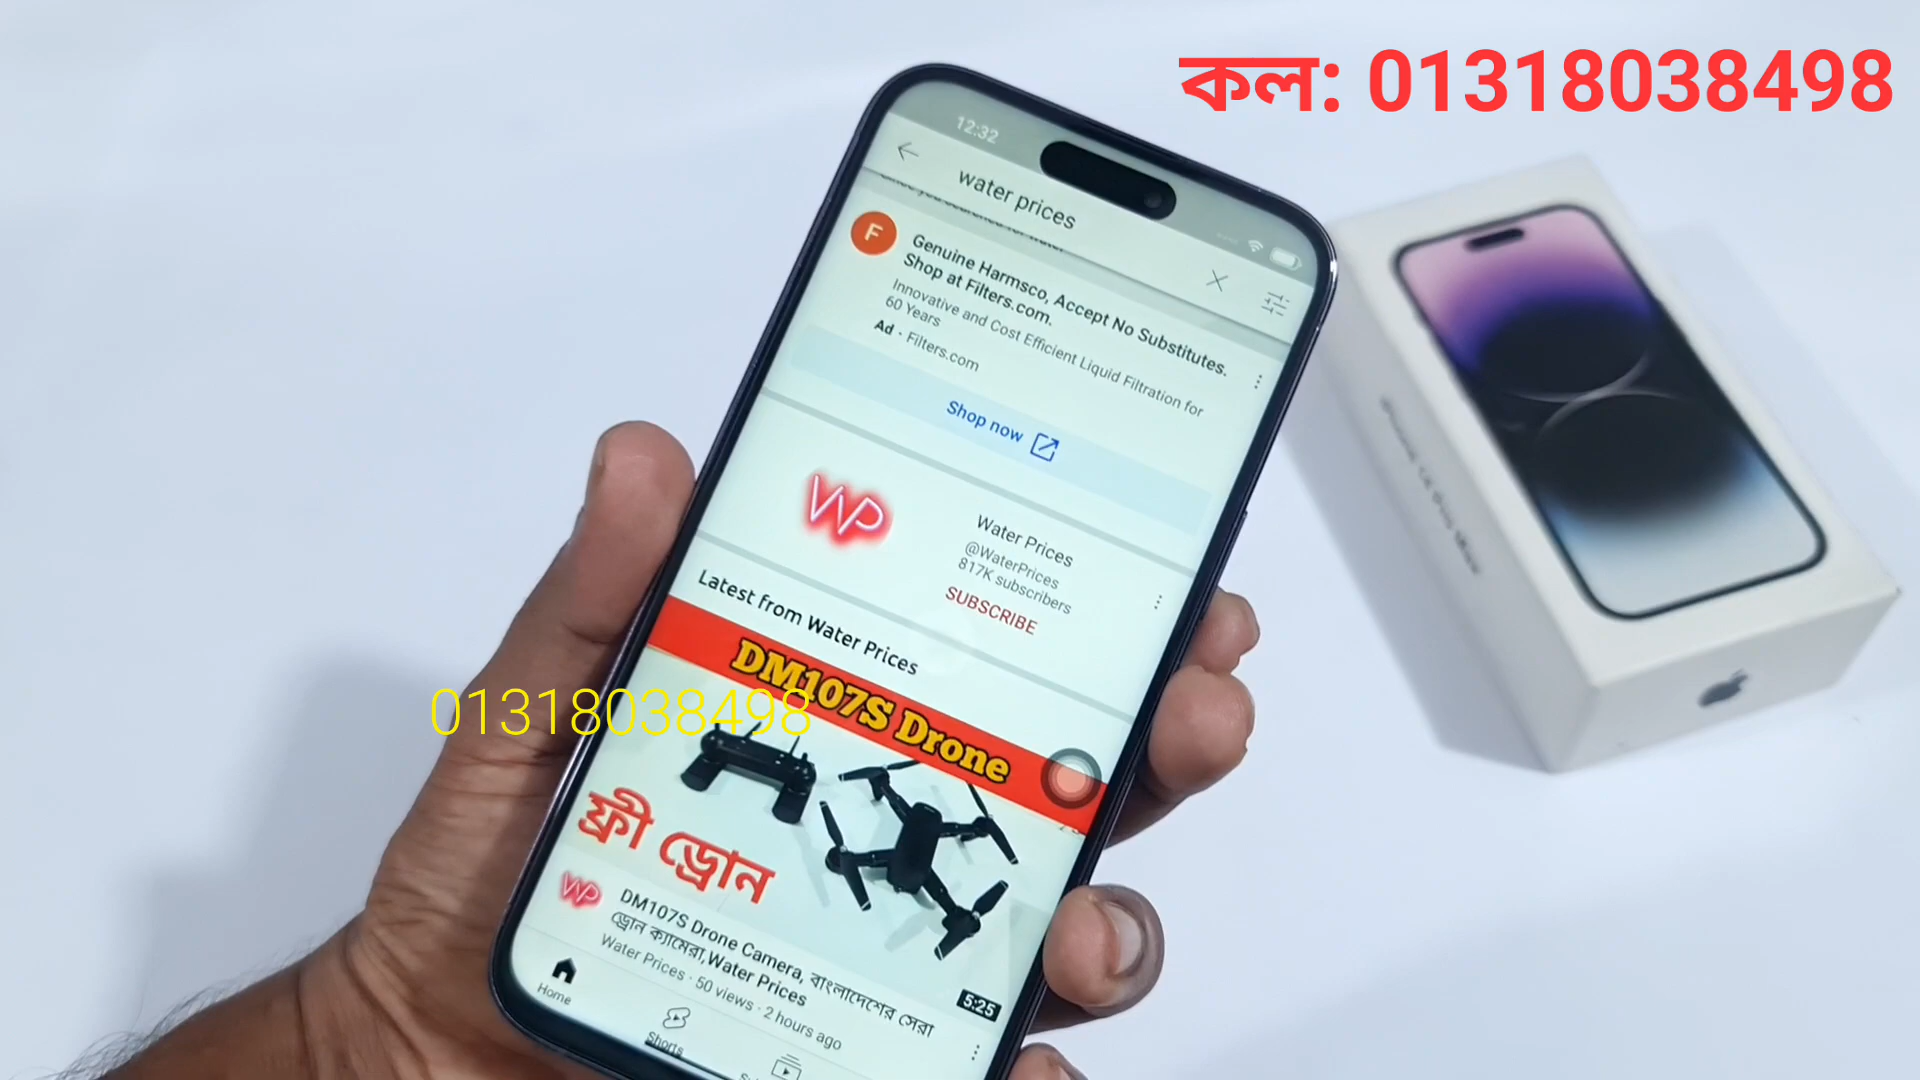 কল: 01318038498
12:32
water prices
F
Genuine Harmsco, Accept No Substitutes.
Shop at Filters.com.
Innovative and Cost Efficient Liquid Filtration for
60 Years
Ad · Filters.com
Shop now
WP
Water Prices
@WaterPrices
817K subscribers
SUBSCRIBE
Latest from Water Prices
DM107S Drone
01318038498
ফ্রী ড্রোন
WP
DM107S Drone Camera, বাংলাদেশের সেরা
ড্রোন ক্যামেরা,Water Prices
Water Prices · 50 views · 2 hours ago
5:25
Home
Shorts